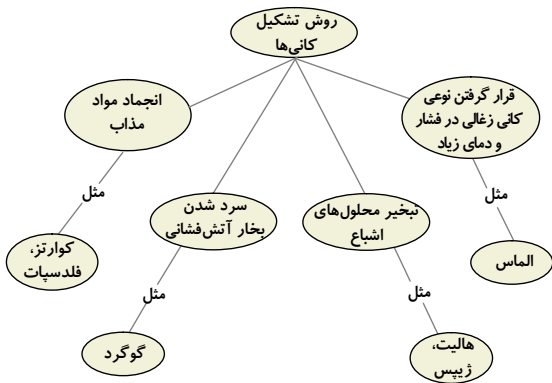 روش تشکیل
کانی‌ها
قرار گرفتن نوعی
کانی زغالی در فشار
و دمای زیاد
مثل
الماس
تبخیر محلول‌های
اشباع
مثل
هالیت،
ژیپس
سرد شدن
بخار آتش‌فشانی
مثل
گوگرد
انجماد مواد
مذاب
مثل
کوارتز،
فلدسپات